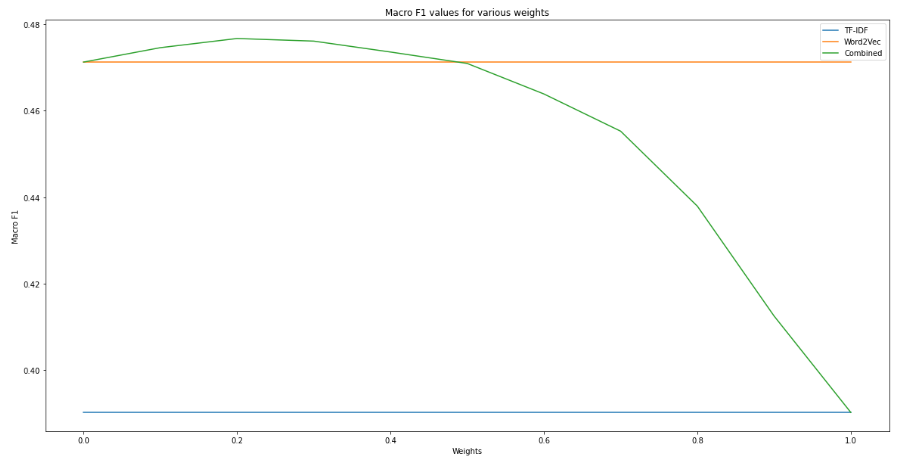 Macro F1 values for various weights
TF-IDF
Word2Vec
Combined
Macro F1
0.48
0.46
0.44
0.42
0.40
0.0 0.2 0.4 0.6 0.8 1.0
Weights